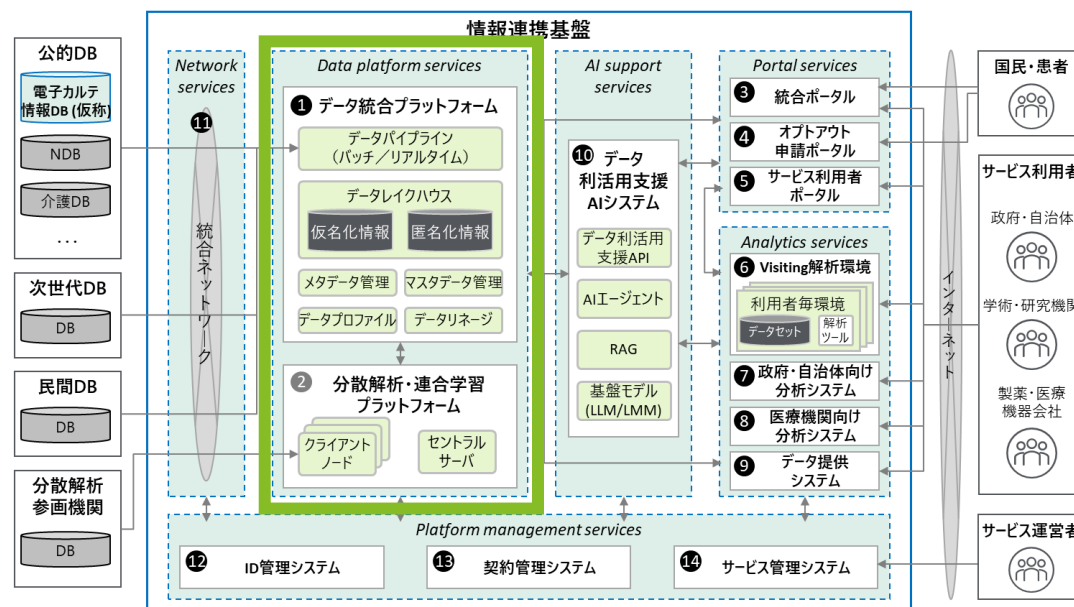 情報連携基盤
公的DB
電子カルテ
情報DB (仮称)
NDB
介護DB
...
次世代DB
DB
民間DB
DB
分散解析
参画機関
DB
Network
services
11
統合ネットワーク
Data platform services
1 データ統合プラットフォーム
データパイプライン
(バッチ／リアルタイム)
データレイクハウス
仮名化情報
匿名化情報
メタデータ管理
マスタデータ管理
データプロファイル
データリネージ
2 分散解析・連合学習
プラットフォーム
クライアント
ノード
セントラル
サーバ
AI support
services
10 データ
利活用支援
AIシステム
データ利活用
支援API
AIエージェント
RAG
基盤モデル
(LLM/LMM)
Portal services
3 統合ポータル
4 オプトアウト
申請ポータル
5 サービス利用者
ポータル
Analytics services
6 Visiting解析環境
利用者毎環境
データセット
解析
ツール
7 政府・自治体向け
分析システム
8 医療機関向け
分析システム
9 データ提供
システム
Platform management services
12 ID管理システム
13 契約管理システム
14 サービス管理システム
インターネット
国民・患者
サービス利用者
政府・自治体
学術・研究機関
製薬・医療
機器会社
サービス運営者